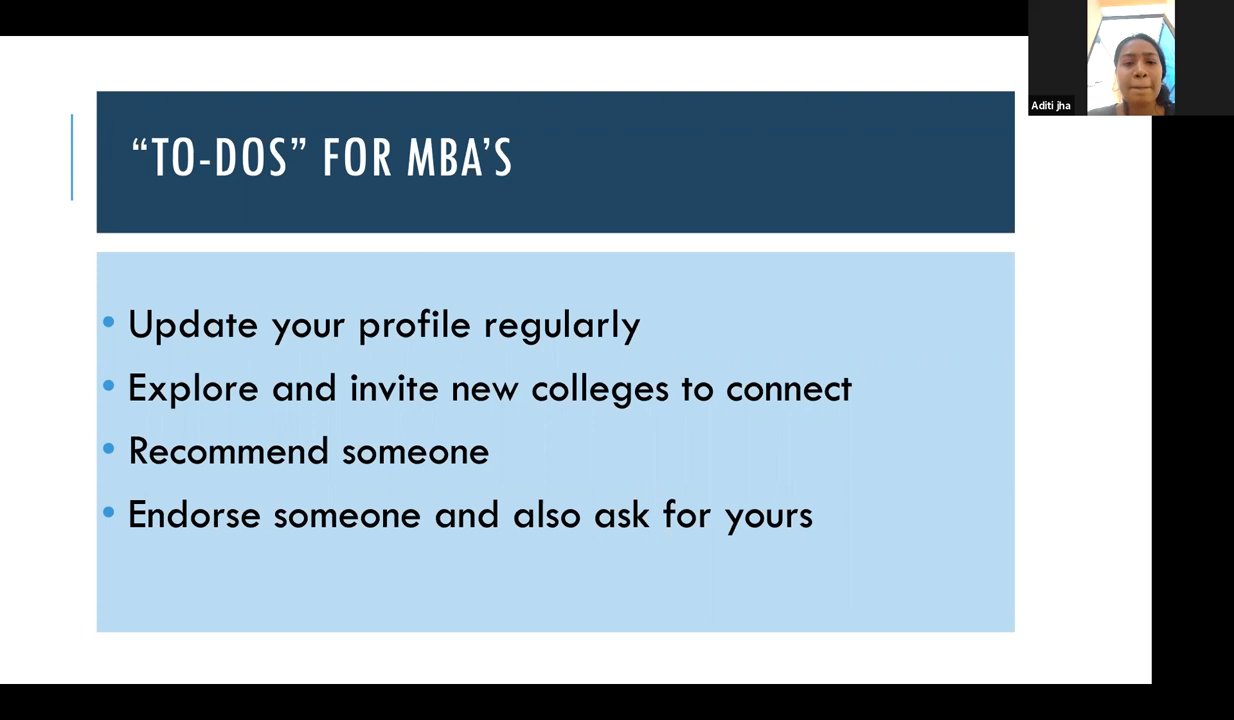 “TO-DOS” FOR MBA’S
• Update your profile regularly
• Explore and invite new colleges to connect
• Recommend someone
• Endorse someone and also ask for yours
Aditi jha